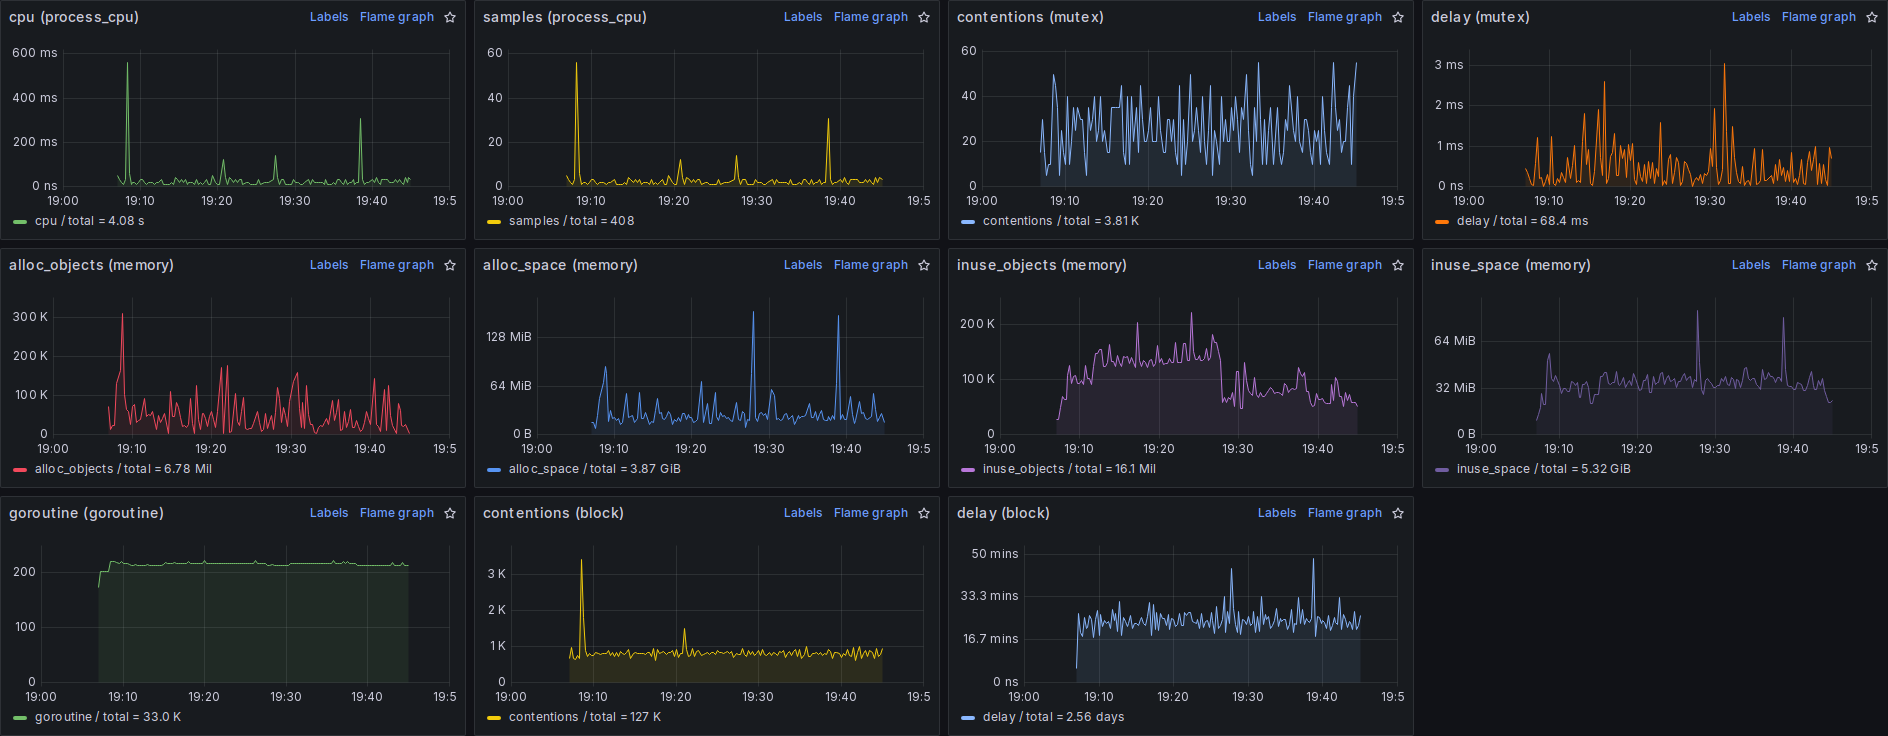 cpu (process_cpu) Labels Flame graph
600 ms
400 ms
200 ms
0 ns
19:00 19:10 19:20 19:30 19:40 19:5
cpu / total = 4.08 s
samples (process_cpu) Labels Flame graph
60
40
20
0
19:00 19:10 19:20 19:30 19:40 19:5
samples / total = 408
contentions (mutex) Labels Flame graph
60
40
20
0
19:00 19:10 19:20 19:30 19:40 19:5
contentions / total = 3.81 K
delay (mutex) Labels Flame graph
3 ms
2 ms
1 ms
0 ns
19:00 19:10 19:20 19:30 19:40 19:5
delay / total = 68.4 ms
alloc_objects (memory) Labels Flame graph
300 K
200 K
100 K
0
19:00 19:10 19:20 19:30 19:40 19:5
alloc_objects / total = 6.78 Mil
alloc_space (memory) Labels Flame graph
128 MiB
64 MiB
0 B
19:00 19:10 19:20 19:30 19:40 19:5
alloc_space / total = 3.87 GiB
inuse_objects (memory) Labels Flame graph
200 K
100 K
0
19:00 19:10 19:20 19:30 19:40 19:5
inuse_objects / total = 16.1 Mil
inuse_space (memory) Labels Flame graph
64 MiB
32 MiB
0 B
19:00 19:10 19:20 19:30 19:40 19:5
inuse_space / total = 5.32 GiB
goroutine (goroutine) Labels Flame graph
200
100
0
19:00 19:10 19:20 19:30 19:40 19:5
goroutine / total = 33.0 K
contentions (block) Labels Flame graph
3 K
2 K
1 K
0
19:00 19:10 19:20 19:30 19:40 19:5
contentions / total = 127 K
delay (block) Labels Flame graph
50 mins
33.3 mins
16.7 mins
0 ns
19:00 19:10 19:20 19:30 19:40 19:5
delay / total = 2.56 days